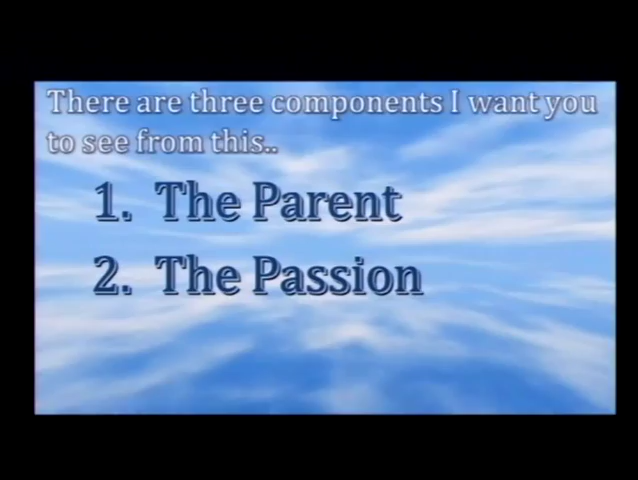 There are three components I want you
to see from this..
1. The Parent
2. The Passion